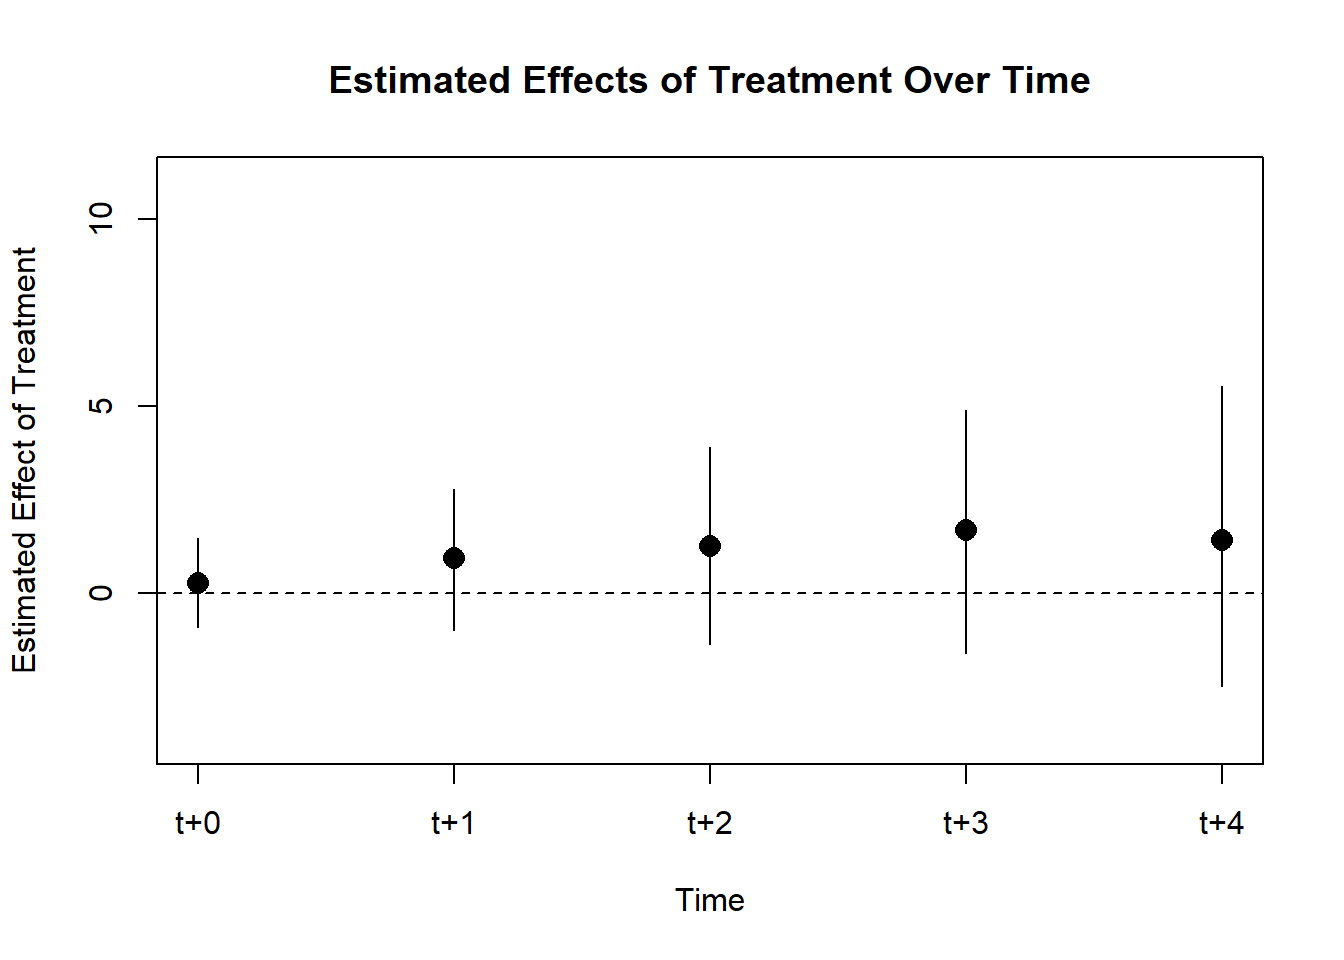 Estimated Effects of Treatment Over Time
Estimated Effect of Treatment
10
5
0
t+0 t+1 t+2 t+3 t+4
Time